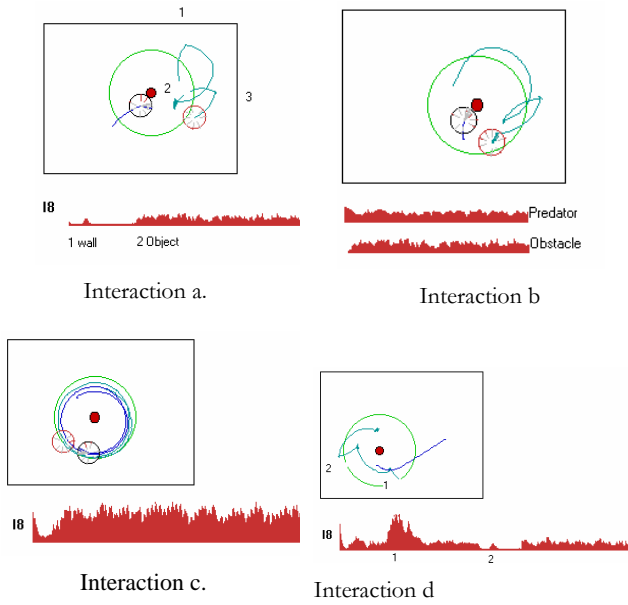 1
2
3
I8
1 wall 2 Object
Interaction a.
Predator
Obstacle
Interaction b
I8
Interaction c.
2
1
I8
1 2
Interaction d